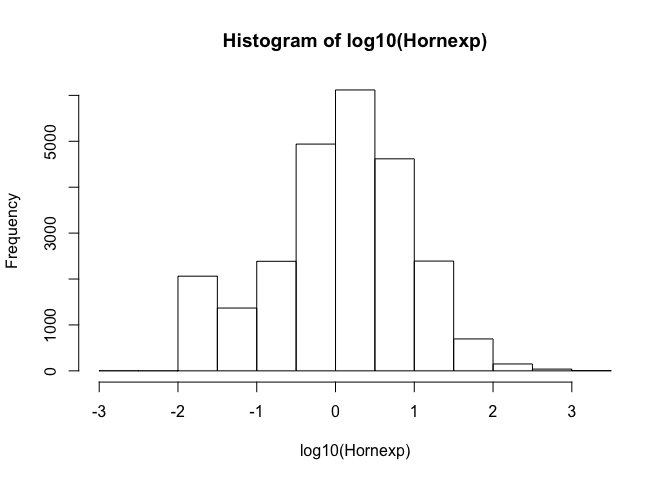 Histogram of log10(Hornexp)
Frequency
5000
3000
1000
0
-3 -2 -1 0 1 2 3
log10(Hornexp)